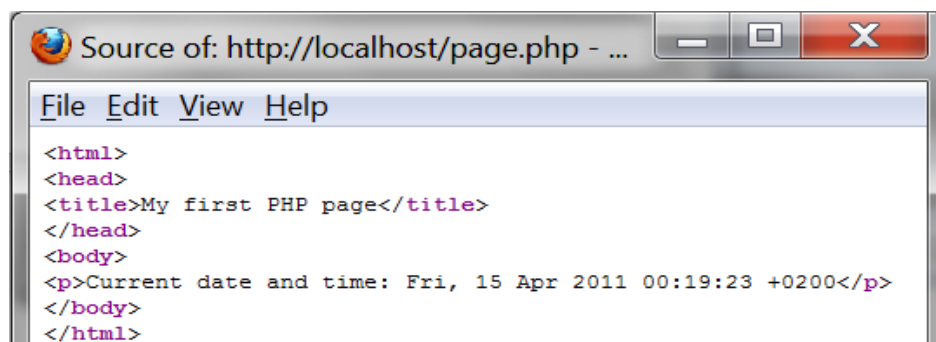 Source of: http://localhost/page.php - ...
File Edit View Help
<html>
<head>
<title>My first PHP page</title>
</head>
<body>
<p>Current date and time: Fri, 15 Apr 2011 00:19:23 +0200</p>
</body>
</html>